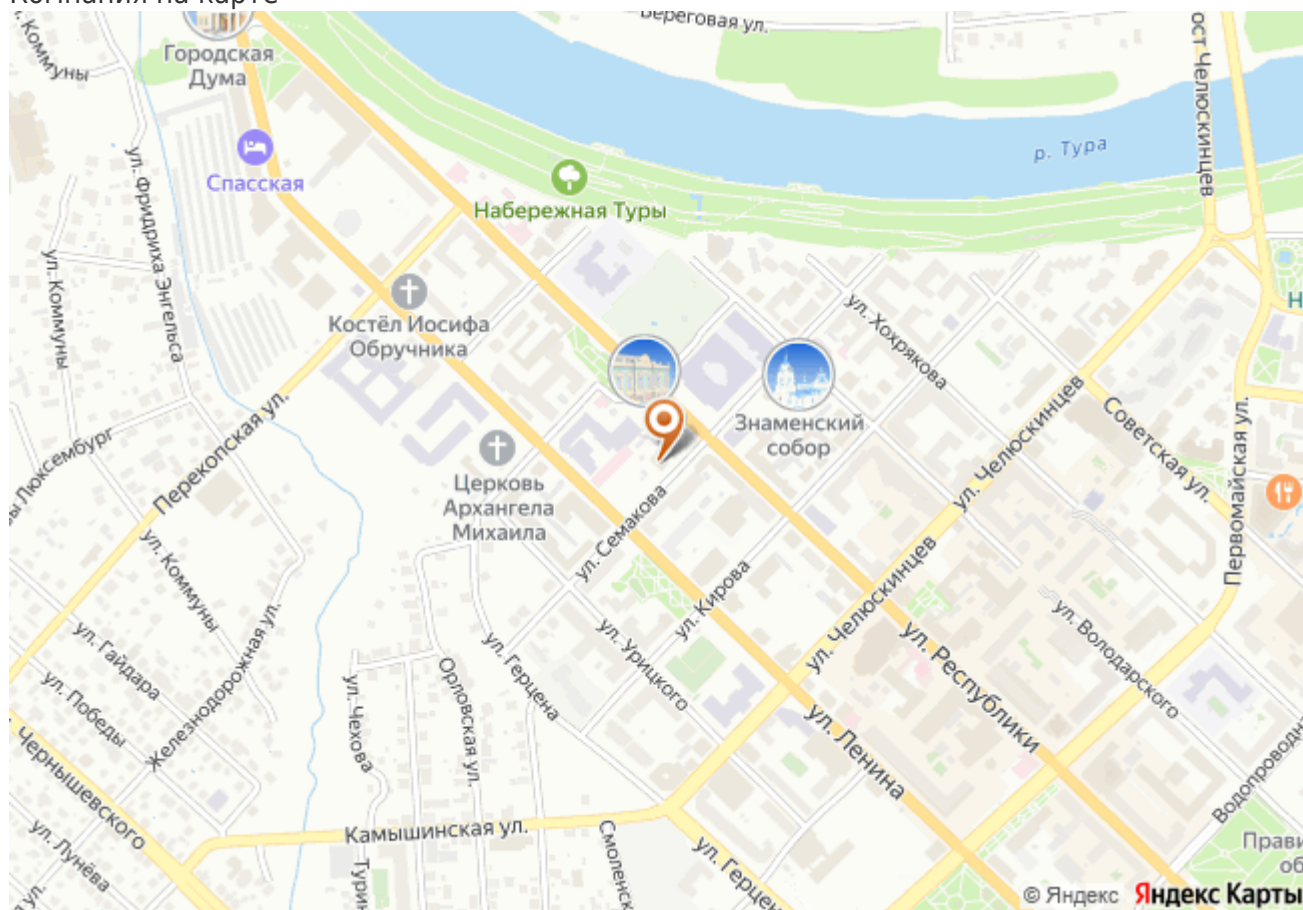 Компания на карте
Береговая ул.
Городская
Дума
ул. Коммуны
р. Тура
Спасская
Набережная Туры
ул. Фридриха Энгельса
ул. Коммуны
Костёл Иосифа
Обручника
ул. Хохрякова
Знаменский
собор
Перекопская ул.
Церковь
Архангела
Михаила
ул. Челюскинцев
Советская ул.
Первомайская ул.
ул. Семакова
ул. Коммуны
ул. Кирова
ул. Челюскинцев
ул. Республики
ул. Володарского
ул. Гайдара
ул. Победы
Железнодорожная ул.
ул. Чехова
Орловская ул.
ул. Герцена
ул. Урицкого
ул. Ленина
Чернышевского
ул. Лунёва
Камышинская ул.
ул. Герцена
© Яндекс Яндекс Карты